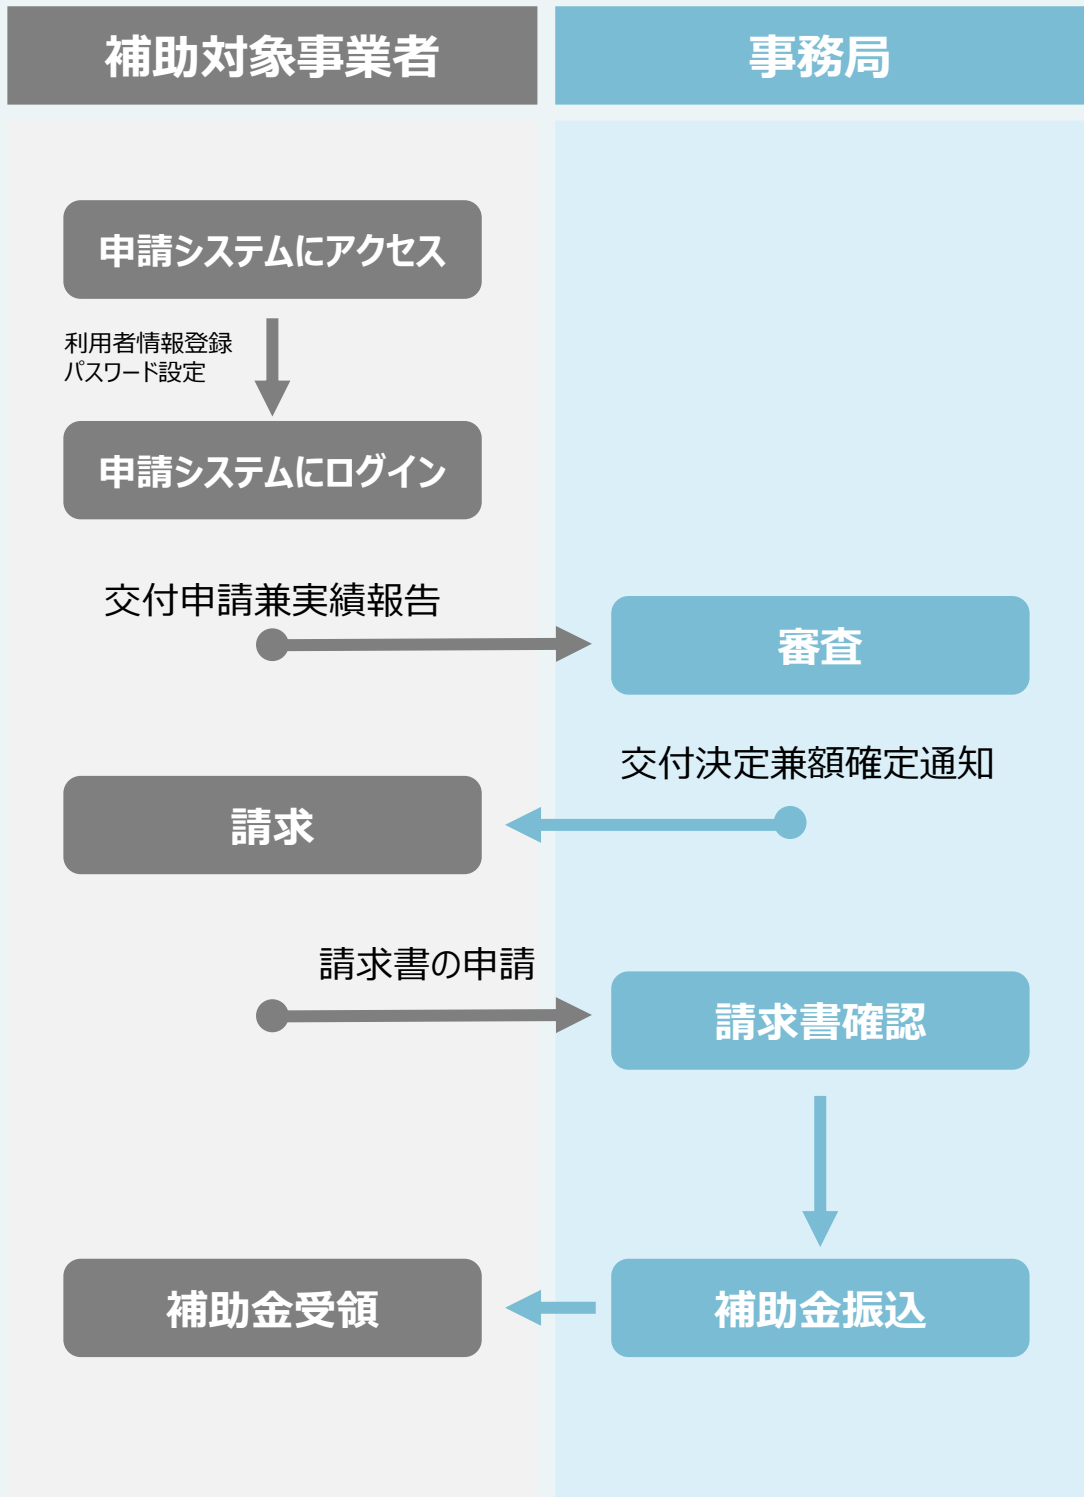 補助対象事業者
事務局
申請システムにアクセス
利用者情報登録
パスワード設定
申請システムにログイン
交付申請兼実績報告
審査
交付決定兼額確定通知
請求
請求書の申請
請求書確認
補助金受領
補助金振込